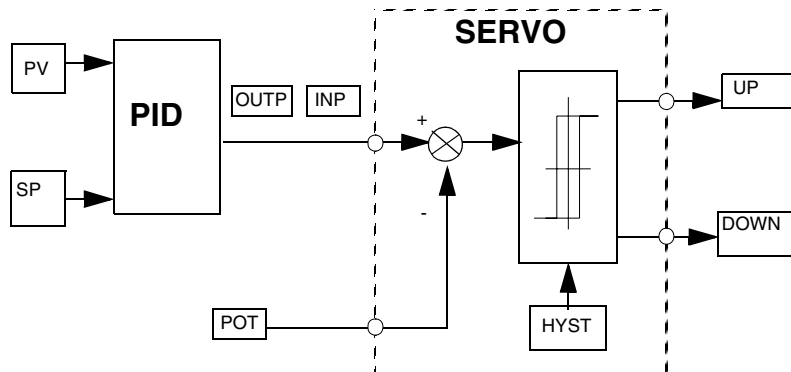 SERVO
PV
PID
OUTP
INP
UP
+
SP
-
DOWN
POT
HYST